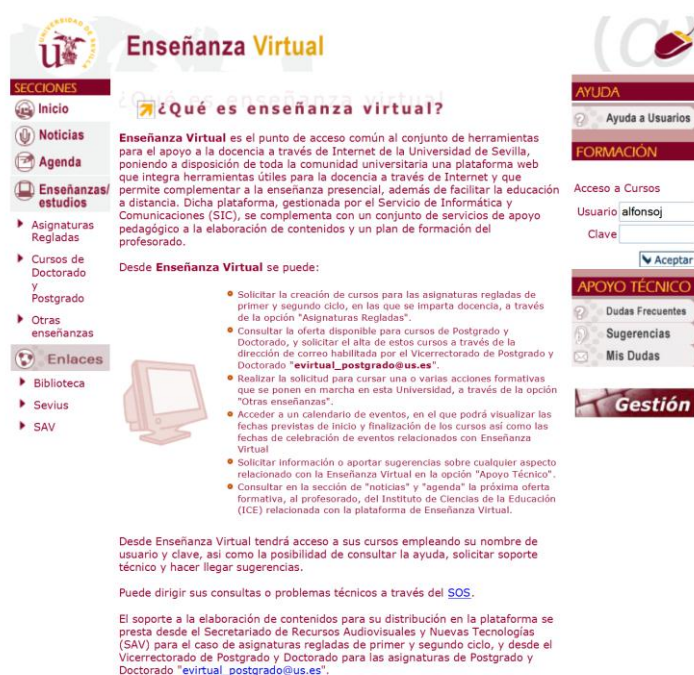 Enseñanza Virtual
SECCIONES
Inicio
Noticias
Agenda
Enseñanzas/
estudios
Asignaturas
Regladas
Cursos de
Doctorado
y
Postgrado
Otras
enseñanzas
Enlaces
Biblioteca
Sevius
SAV
¿Qué es enseñanza virtual?
Enseñanza Virtual es el punto de acceso común al conjunto de herramientas
para el apoyo a la docencia a través de Internet de la Universidad de Sevilla,
poniendo a disposición de toda la comunidad universitaria una plataforma web
que integra herramientas útiles para la docencia a través de Internet y que
permite complementar a la enseñanza presencial, además de facilitar la educación
a distancia. Dicha plataforma, gestionada por el Servicio de Informática y
Comunicaciones (SIC), se complementa con un conjunto de servicios de apoyo
pedagógico a la elaboración de contenidos y un plan de formación del
profesorado.
Desde Enseñanza Virtual se puede:
Solicitar la creación de cursos para las asignaturas regladas de
primer y segundo ciclo, en las que se imparta docencia, a través
de la opción "Asignaturas Regladas".
Consultar la oferta disponible para cursos de Postgrado y
Doctorado, y solicitar el alta de estos cursos a través de la
dirección de correo habilitada por el Vicerrectorado de Postgrado y
Doctorado "evirtual_postgrado@us.es".
Realizar la solicitud para cursar una o varias acciones formativas
que se ponen en marcha en esta Universidad, a través de la opción
"Otras enseñanzas".
Acceder a un calendario de eventos, en el que podrá visualizar las
fechas previstas de inicio y finalización de los cursos así como las
fechas de celebración de eventos relacionados con Enseñanza
Virtual
Solicitar información o aportar sugerencias sobre cualquier aspecto
relacionado con la Enseñanza Virtual en la opción "Apoyo Técnico".
Consultar en la sección de "noticias" y "agenda" la próxima oferta
formativa, al profesorado, del Instituto de Ciencias de la Educación
(ICE) relacionada con la plataforma de Enseñanza Virtual.
Desde Enseñanza Virtual tendrá acceso a sus cursos empleando su nombre de
usuario y clave, asi como la posibilidad de consultar la ayuda, solicitar soporte
técnico y hacer llegar sugerencias.
Puede dirigir sus consultas o problemas técnicos a través del SOS.
El soporte a la elaboración de contenidos para su distribución en la plataforma se
presta desde el Secretariado de Recursos Audiovisuales y Nuevas Tecnologías
(SAV) para el caso de asignaturas regladas de primer y segundo ciclo, y desde el
Vicerrectorado de Postgrado y Doctorado para las asignaturas de Postgrado y
Doctorado "evirtual_postgrado@us.es".
AYUDA
Ayuda a Usuarios
FORMACIÓN
Acceso a Cursos
Usuario alfonsoj
Clave
Aceptar
APOYO TÉCNICO
Dudas Frecuentes
Sugerencias
Mis Dudas
Gestión